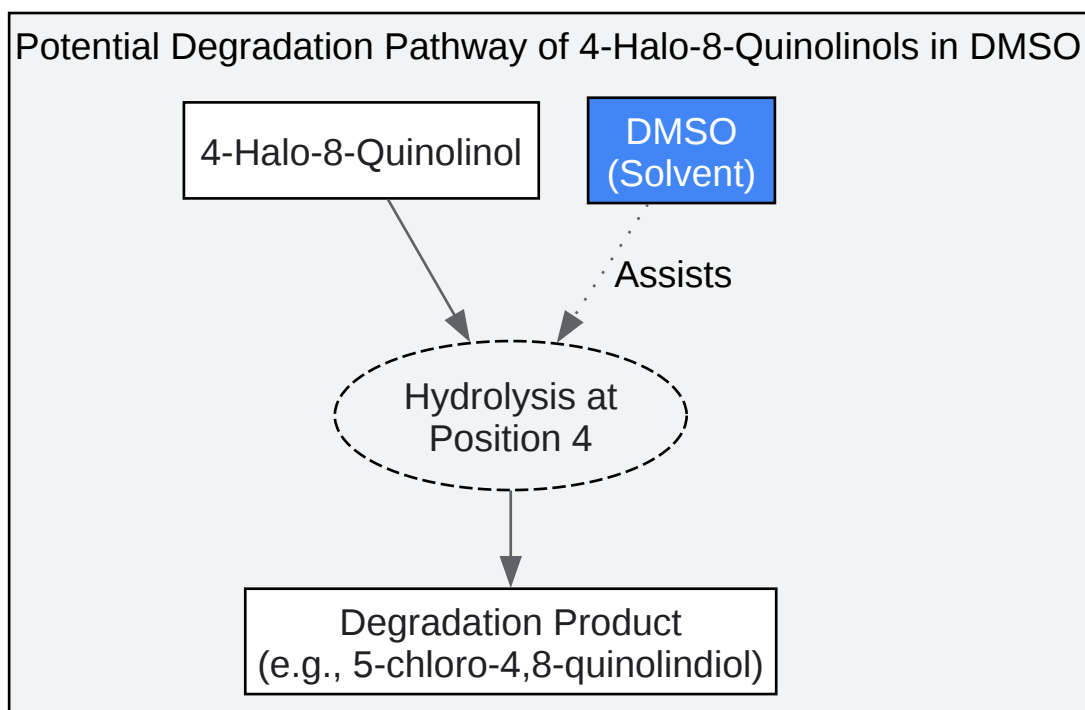 Potential Degradation Pathway of 4-Halo-8-Quinolinols in DMSO
4-Halo-8-Quinolinol
DMSO
(Solvent)
Assists
Hydrolysis at
Position 4
Degradation Product
(e.g., 5-chloro-4,8-quinolindiol)